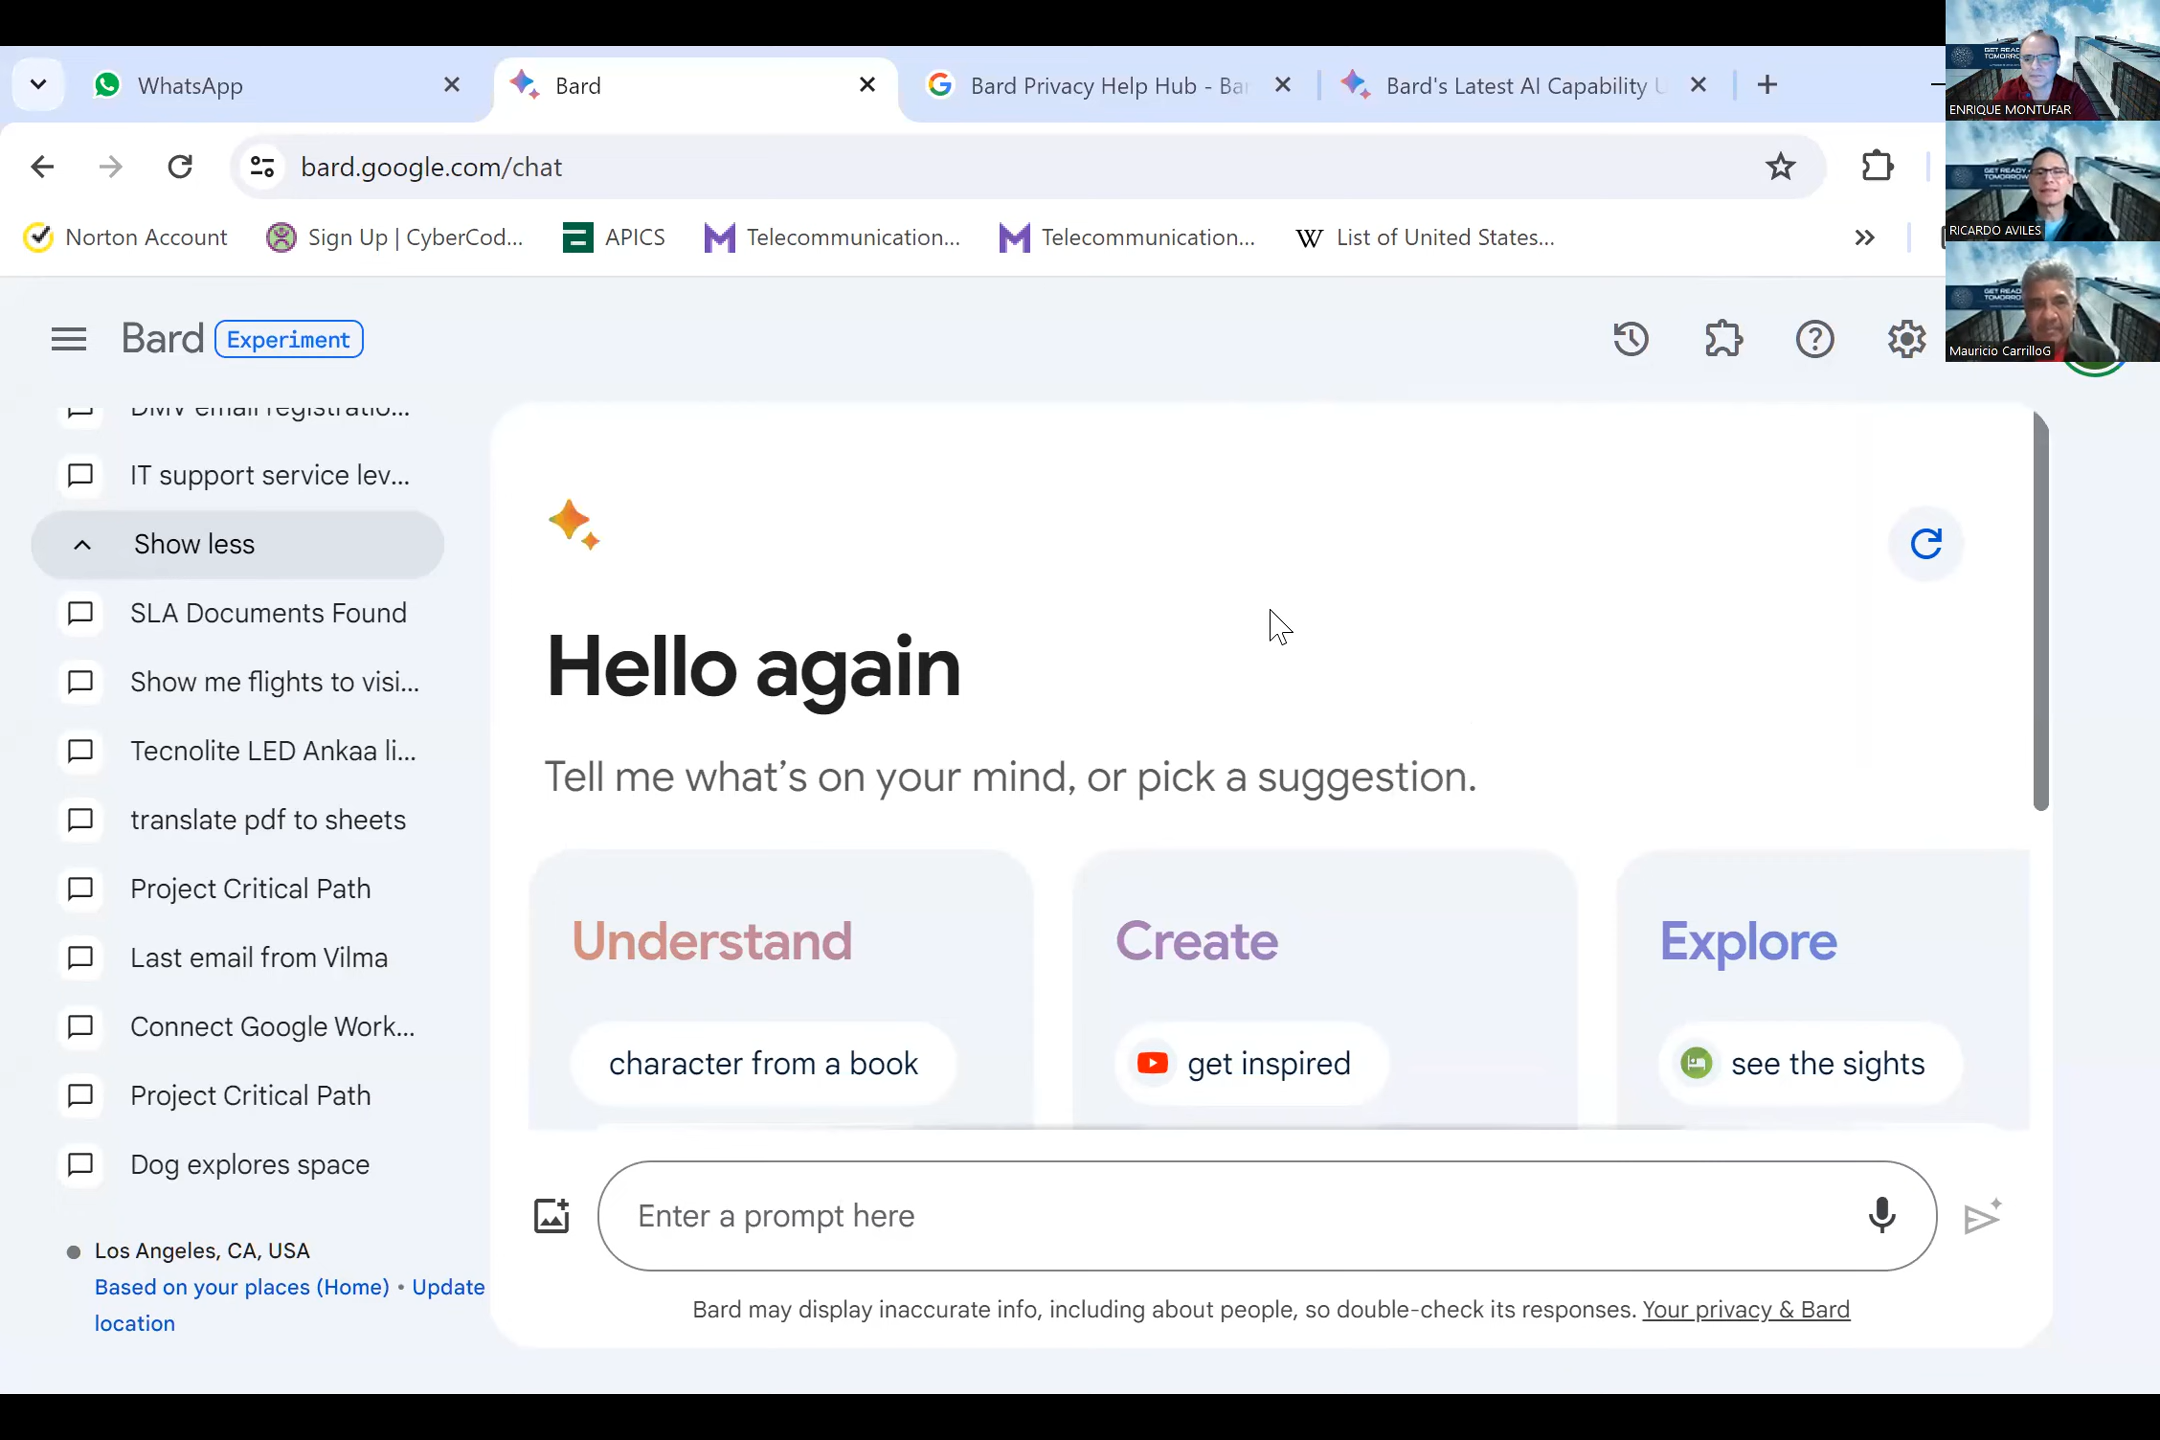 WhatsApp
Bard
Bard Privacy Help Hub - Bar
Bard's Latest AI Capability U
bard.google.com/chat
Norton Account
Sign Up | CyberCod...
APICS
Telecommunication...
Telecommunication...
W List of United States...
ENRIQUE MONTUFAR
RICARDO AVILES
Mauricio CarrilloG
Bard Experiment
DMV email registratio...
IT support service lev...
Show less
SLA Documents Found
Show me flights to visi...
Tecnolite LED Ankaa li...
translate pdf to sheets
Project Critical Path
Last email from Vilma
Connect Google Work...
Project Critical Path
Dog explores space
Los Angeles, CA, USA
Based on your places (Home) • Update
location
Hello again
Tell me what's on your mind, or pick a suggestion.
Understand
character from a book
Create
get inspired
Explore
see the sights
Enter a prompt here
Bard may display inaccurate info, including about people, so double-check its responses. Your privacy & Bard